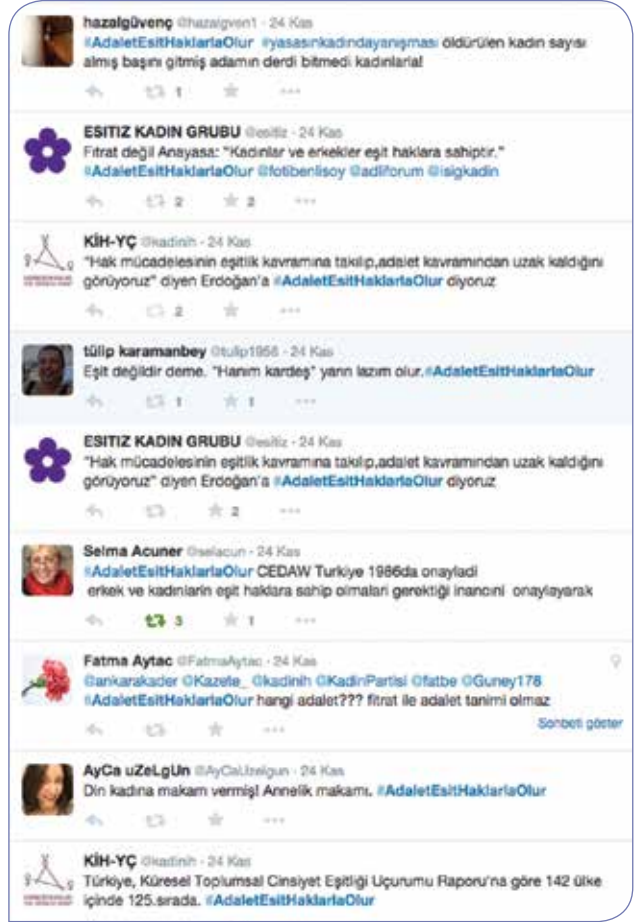 hazalgüvenç @hazalgven1 · 24 Kas
#AdaletEsitHaklarlaOlur #yasasınkadındayanışması öldürülen kadın sayısı
almış başını gitmiş adamın derdi bitmedi kadınlarla!
1
ESITIZ KADIN GRUBU @esitiz · 24 Kas
Fıtrat değil Anayasa: "Kadınlar ve erkekler eşit haklara sahiptir."
#AdaletEsitHaklarlaOlur @fotibenlisoy @adliforum @isigkadin
2 2
KİH-YÇ @kadinih · 24 Kas
"Hak mücadelesinin eşitlik kavramına takılıp,adalet kavramından uzak kaldığını
görüyoruz" diyen Erdoğan'a #AdaletEsitHaklarlaOlur diyoruz
2
tülip karamanbey @tulip1956 · 24 Kas
Eşit değildir deme. "Hanım kardeş" yarın lazım olur.#AdaletEsitHaklarlaOlur
1 1
ESITIZ KADIN GRUBU @esitiz · 24 Kas
"Hak mücadelesinin eşitlik kavramına takılıp,adalet kavramından uzak kaldığını
görüyoruz" diyen Erdoğan'a #AdaletEsitHaklarlaOlur diyoruz
2
Selma Acuner @selacun · 24 Kas
#AdaletEsitHaklarlaOlur CEDAW Turkiye 1986da onayladi
erkek ve kadınlarin eşit haklara sahip olmalari gerektiği inancıni onaylayarak
3 1
Fatma Aytac @FatmaAytac · 24 Kas
@ankarakader @Kazete_ @kadinih @KadinPartisi @fatbe @Guney178
#AdaletEsitHaklarlaOlur hangi adalet??? fitrat ile adalet tanimi olmaz
Sohbeti göster
AyCa uZeLgUn @AyCaUzelgun · 24 Kas
Din kadına makam vermiş! Annelik makamı. #AdaletEsitHaklarlaOlur
KİH-YÇ @kadinih · 24 Kas
Türkiye, Küresel Toplumsal Cinsiyet Eşitliği Uçurumu Raporu'na göre 142 ülke
içinde 125.sırada. #AdaletEsitHaklarlaOlur